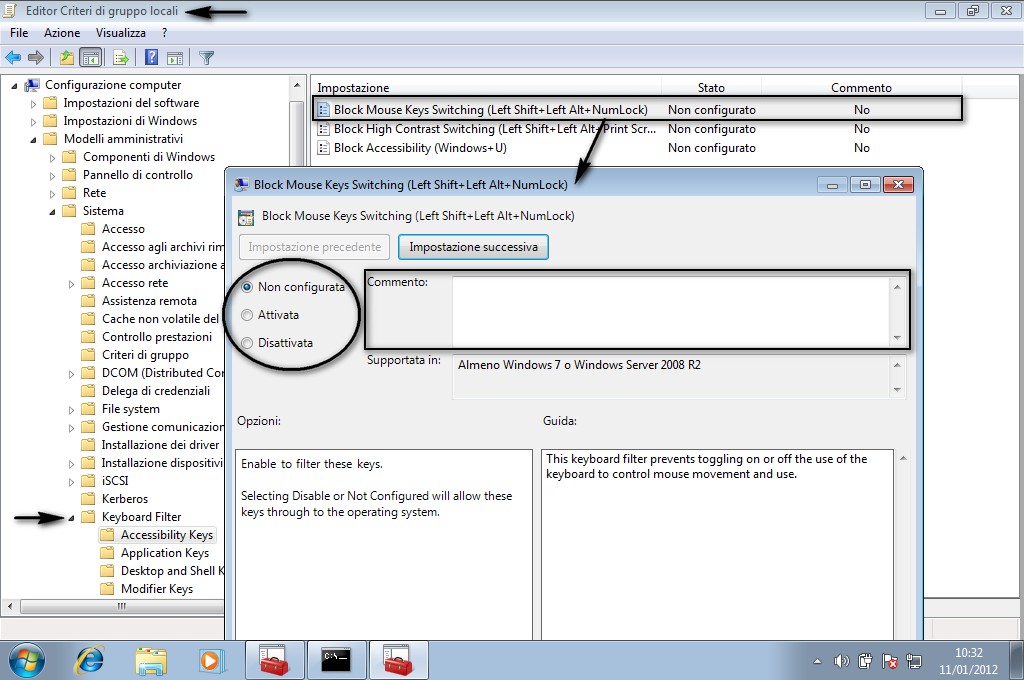 Editor Criteri di gruppo locali
File Azione Visualizza ?
Configurazione computer
Impostazioni del software
Impostazioni di Windows
Modelli amministrativi
Componenti di Windows
Pannello di controllo
Rete
Sistema
Accesso
Accesso agli archivi rim
Accesso archiviazione a
Accesso rete
Assistenza remota
Cache non volatile del
Controllo prestazioni
Criteri di gruppo
DCOM (Distributed Cor
Delega di credenziali
File system
Gestione comunicazion
Installazione dei driver
Installazione dispositivi
iSCSI
Kerberos
Keyboard Filter
Accessibility Keys
Application Keys
Desktop and Shell K
Modifier Keys
Impostazione Stato Commento
Block Mouse Keys Switching (Left Shift+Left Alt+NumLock) Non configurato No
Block High Contrast Switching (Left Shift+Left Alt+Print Scr... Non configurato No
Block Accessibility (Windows+U) Non configurato No
Block Mouse Keys Switching (Left Shift+Left Alt+NumLock)
Block Mouse Keys Switching (Left Shift+Left Alt+NumLock)
Impostazione precedente Impostazione successiva
Non configurata
Attivata
Disattivata
Commento:
Supportata in: Almeno Windows 7 o Windows Server 2008 R2
Opzioni:
Enable to filter these keys.
Selecting Disable or Not Configured will allow these
keys through to the operating system.
Guida:
This keyboard filter prevents toggling on or off the use of the
keyboard to control mouse movement and use.
C:\_
10:32
11/01/2012